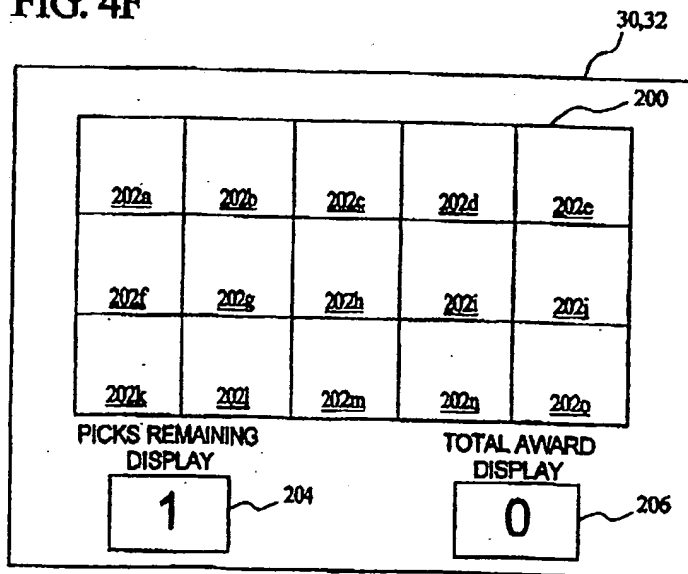 FIG. 4F
30,32
200
202a 202b 202c 202d 202e
202f 202g 202h 202i 202j
202k 202l 202m 202n 202o
PICKS REMAINING DISPLAY
TOTAL AWARD DISPLAY
1 204
0 206